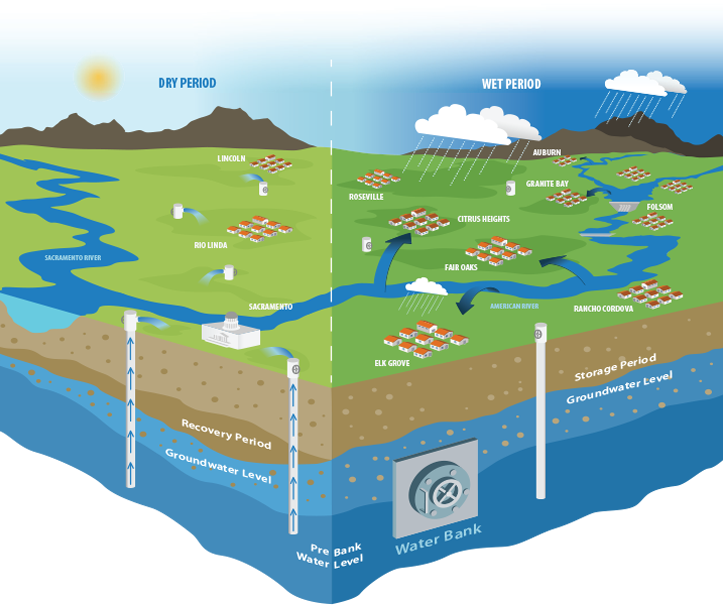 DRY PERIOD
WET PERIOD
AUBURN
LINCOLN
GRANITE BAY
ROSEVILLE
FOLSOM
CITRUS HEIGHTS
RIO LINDA
SACRAMENTO RIVER
FAIR OAKS
SACRAMENTO
AMERICAN RIVER
RANCHO CORDOVA
ELK GROVE
Storage Period
Groundwater Level
Recovery Period
Groundwater Level
Pre Bank
Water Level
Water Bank